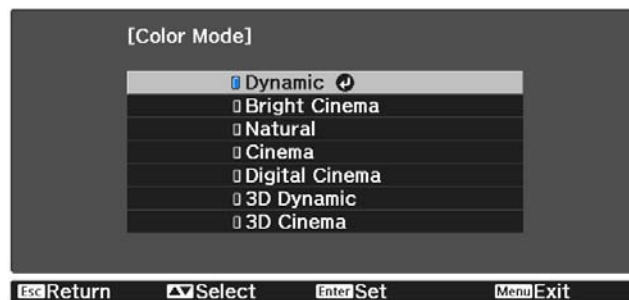 [Color Mode]
Dynamic
Bright Cinema
Natural
Cinema
Digital Cinema
3D Dynamic
3D Cinema
Esc Return Select Enter Set Menu Exit